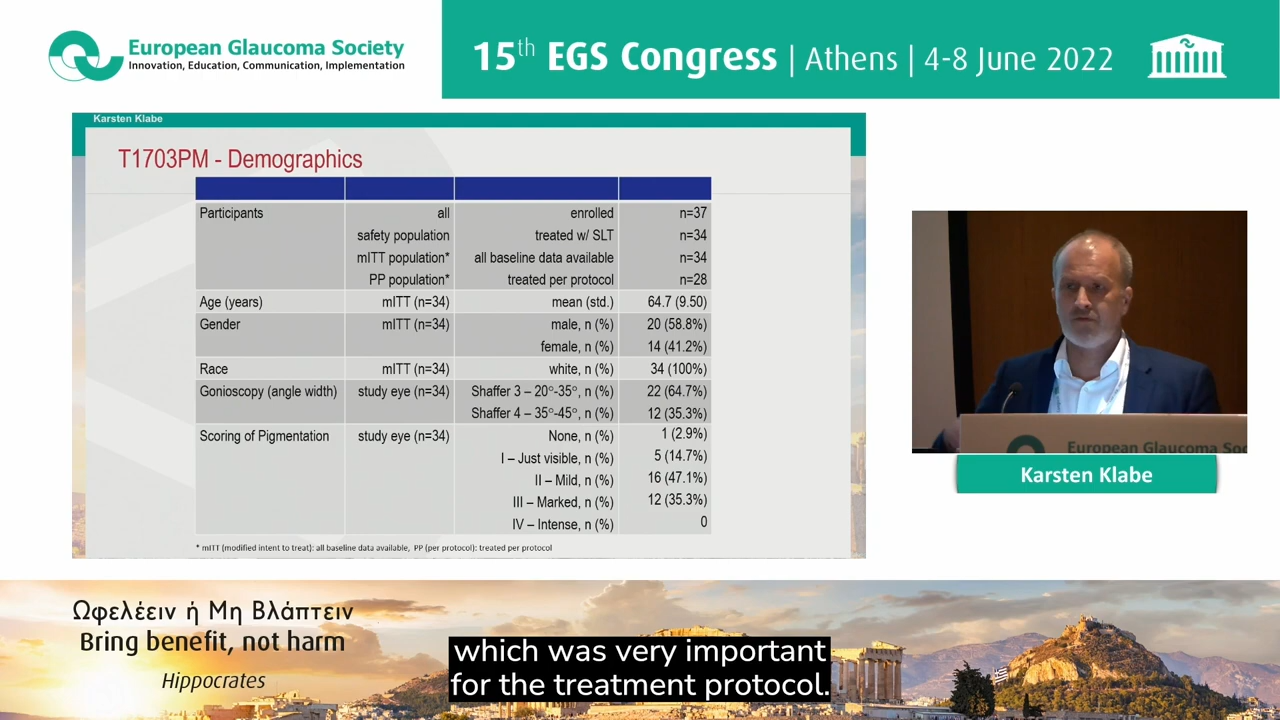 European Glaucoma Society
Innovation, Education, Communication, Implementation
15th EGS Congress | Athens | 4-8 June 2022
Karsten Klabe
T1703PM - Demographics
Participants all enrolled n=37
safety population treated w/ SLT n=34
mITT population* all baseline data available n=34
PP population* treated per protocol n=28
Age (years) mITT (n=34) mean (std.) 64.7 (9.50)
Gender mITT (n=34) male, n (%) 20 (58.8%)
female, n (%) 14 (41.2%)
Race mITT (n=34) white, n (%) 34 (100%)
Gonioscopy (angle width) study eye (n=34) Shaffer 3 – 20°-35°, n (%) 22 (64.7%)
Shaffer 4 – 35°-45°, n (%) 12 (35.3%)
Scoring of Pigmentation study eye (n=34) None, n (%) 1 (2.9%)
I – Just visible, n (%) 5 (14.7%)
II – Mild, n (%) 16 (47.1%)
III – Marked, n (%) 12 (35.3%)
IV – Intense, n (%) 0
* mITT (modified intent to treat): all baseline data available, PP (per protocol): treated per protocol
European Glaucoma Soc
Karsten Klabe
Ωφελέειν ή Μη Βλάπτειν
Bring benefit, not harm
Hippocrates
which was very important
for the treatment protocol.